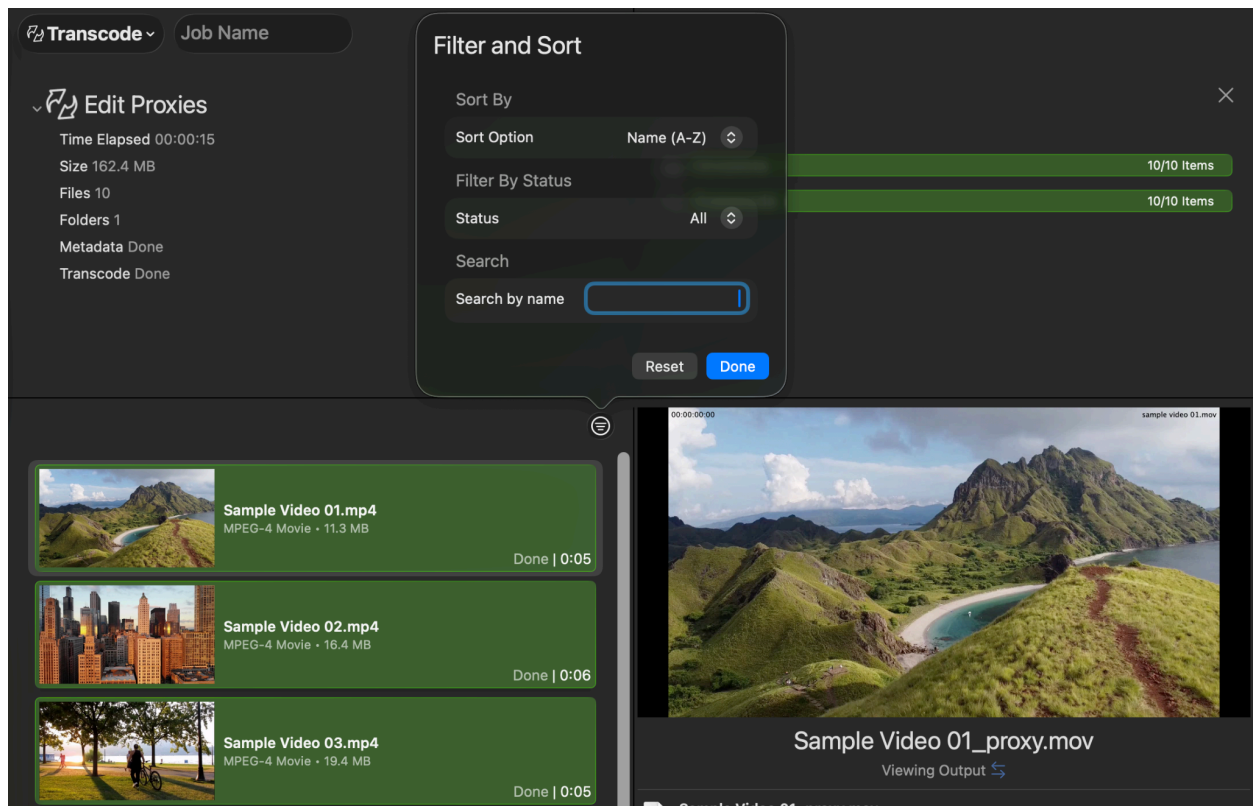 Transcode
Job Name
Edit Proxies
Time Elapsed 00:00:15
Size 162.4 MB
Files 10
Folders 1
Metadata Done
Transcode Done
Filter and Sort
Sort By
Sort Option Name (A-Z)
Filter By Status
Status All
Search
Search by name
Reset Done
10/10 Items
10/10 Items
Sample Video 01.mp4
MPEG-4 Movie • 11.3 MB
Done | 0:05
Sample Video 02.mp4
MPEG-4 Movie • 16.4 MB
Done | 0:06
Sample Video 03.mp4
MPEG-4 Movie • 19.4 MB
Done | 0:05
00:00:00:00 sample video 01.mov
Sample Video 01_proxy.mov
Viewing Output